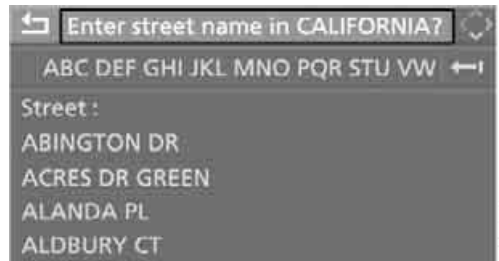 Enter street name in CALIFORNIA?
ABC DEF GHI JKL MNO PQR STU VW
Street :
ABINGTON DR
ACRES DR GREEN
ALANDA PL
ALDBURY CT